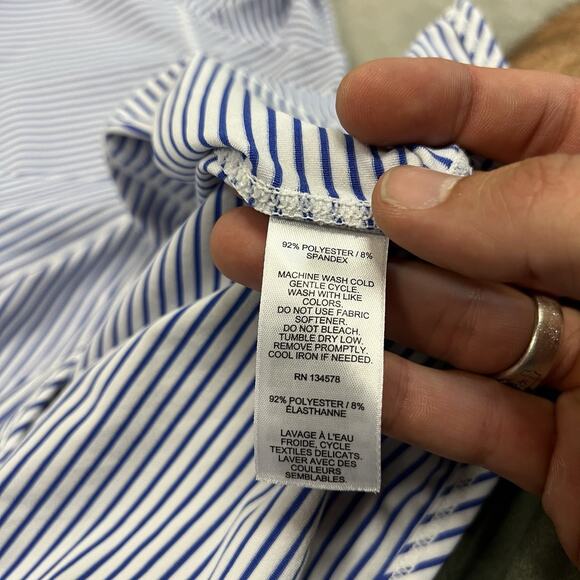 92% POLYESTER / 8%
SPANDEX
MACHINE WASH COLD
GENTLE CYCLE.
WASH WITH LIKE
COLORS.
DO NOT USE FABRIC
SOFTENER.
DO NOT BLEACH.
TUMBLE DRY LOW.
REMOVE PROMPTLY.
COOL IRON IF NEEDED.
RN 134578
92% POLYESTER / 8%
ÉLASTHANNE
LAVAGE À L'EAU
FROIDE, CYCLE
TEXTILES DELICATS.
LAVER AVEC DES
COULEURS
SEMBLABLES.